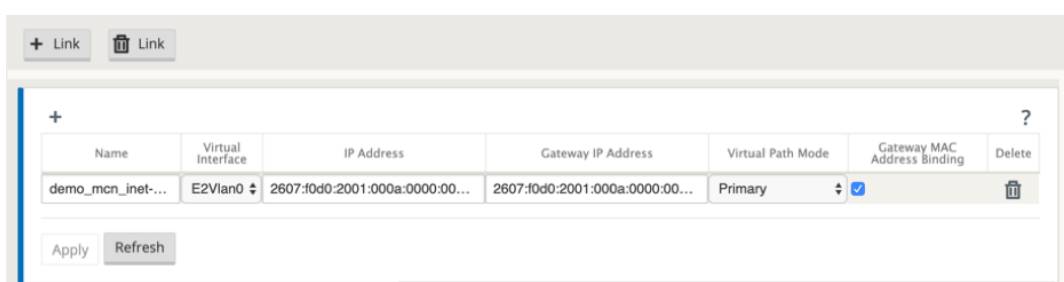 + Link Link
+ ?
Name Virtual Interface IP Address Gateway IP Address Virtual Path Mode Gateway MAC Address Binding Delete
demo_mcn_inet-... E2Vlan0 2607:f0d0:2001:000a:0000:00... 2607:f0d0:2001:000a:0000:00... Primary
Apply Refresh